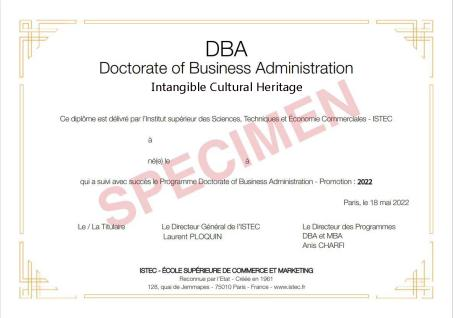 DBA
Doctorate of Business Administration
Intangible Cultural Heritage
Ce diplôme est délivré par l'Institut supérieur des Sciences, Techniques et Economie Commerciales - ISTEC
à
né(e) le à
qui a suivi avec succès le Programme Doctorate of Business Administration - Promotion : 2022
SPECIMEN
Paris, le 18 mai 2022
Le / La Titulaire Le Directeur Général de l'ISTEC Le Directeur des Programmes
Laurent PLOQUIN DBA et MBA
Anis CHARFI
ISTEC - ÉCOLE SUPÉRIEURE DE COMMERCE ET MARKETING
Reconnue par l'Etat - Créée en 1961
128, quai de Jemmapes - 75010 Paris - France - www.istec.fr